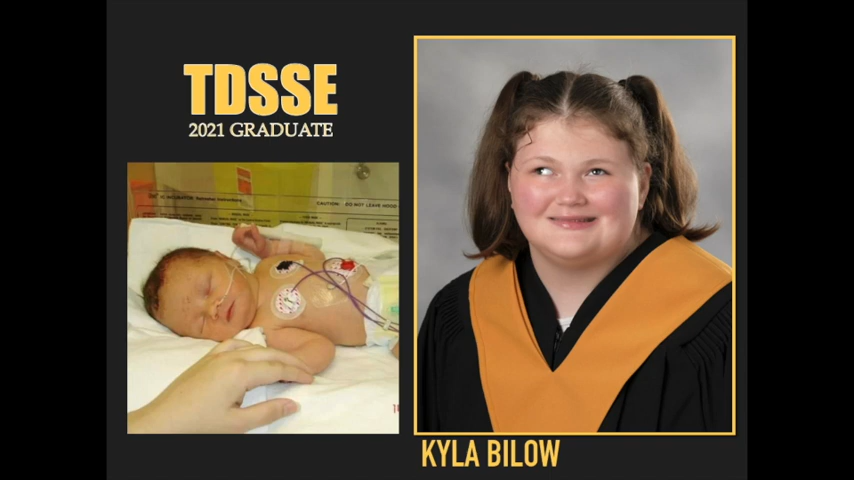 TDSSE
2021 GRADUATE
CAUTION: DO NOT LEAVE HOOD
KYLA BILOW